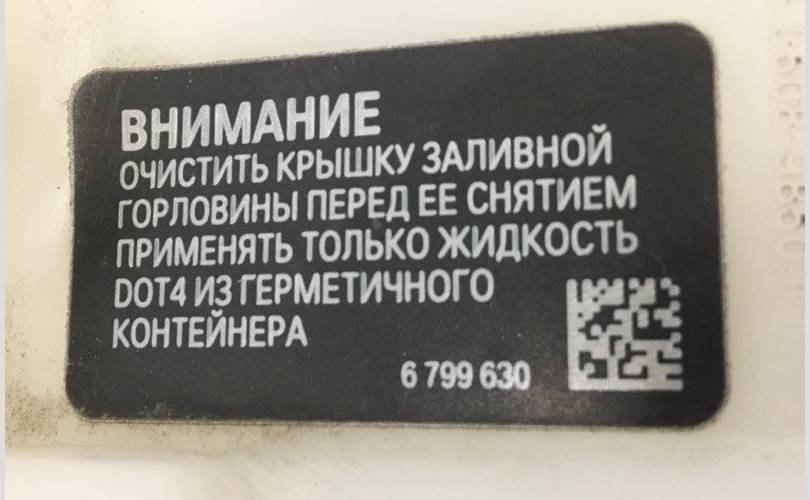 ВНИМАНИЕ
ОЧИСТИТЬ КРЫШКУ ЗАЛИВНОЙ
ГОРЛОВИНЫ ПЕРЕД ЕЕ СНЯТИЕМ
ПРИМЕНЯТЬ ТОЛЬКО ЖИДКОСТЬ
DOT4 ИЗ ГЕРМЕТИЧНОГО
КОНТЕЙНЕРА
6 799 630